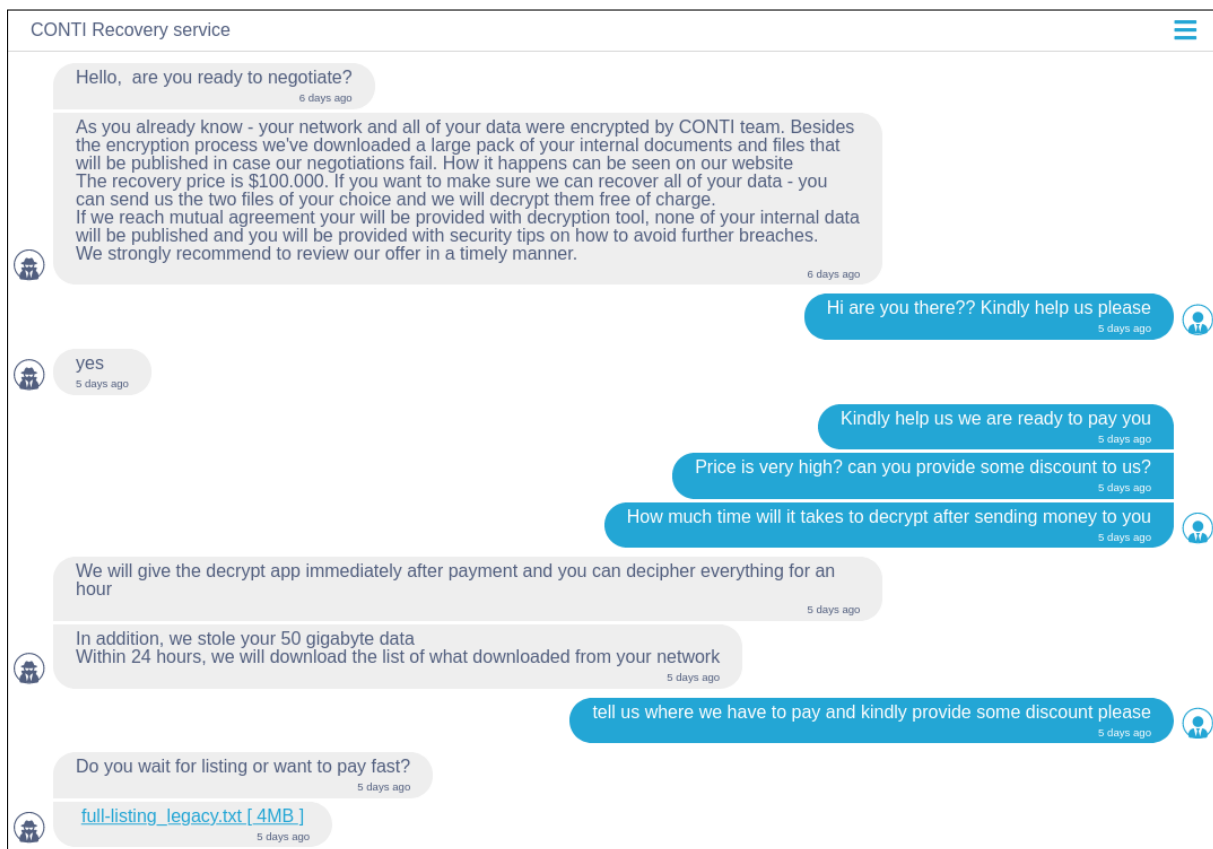 CONTI Recovery service
Hello,  are you ready to negotiate?
6 days ago
As you already know - your network and all of your data were encrypted by CONTI team. Besides
the encryption process we've downloaded a large pack of your internal documents and files that
will be published in case our negotiations fail. How it happens can be seen on our website
The recovery price is $100.000. If you want to make sure we can recover all of your data - you
can send us the two files of your choice and we will decrypt them free of charge.
If we reach mutual agreement your will be provided with decryption tool, none of your internal data
will be published and you will be provided with security tips on how to avoid further breaches.
We strongly recommend to review our offer in a timely manner.
6 days ago
Hi are you there?? Kindly help us please
5 days ago
yes
5 days ago
Kindly help us we are ready to pay you
5 days ago
Price is very high? can you provide some discount to us?
5 days ago
How much time will it takes to decrypt after sending money to you
5 days ago
We will give the decrypt app immediately after payment and you can decipher everything for an
hour
5 days ago
In addition, we stole your 50 gigabyte data
Within 24 hours, we will download the list of what downloaded from your network
5 days ago
tell us where we have to pay and kindly provide some discount please
5 days ago
Do you wait for listing or want to pay fast?
5 days ago
full-listing_legacy.txt [ 4MB ]
5 days ago